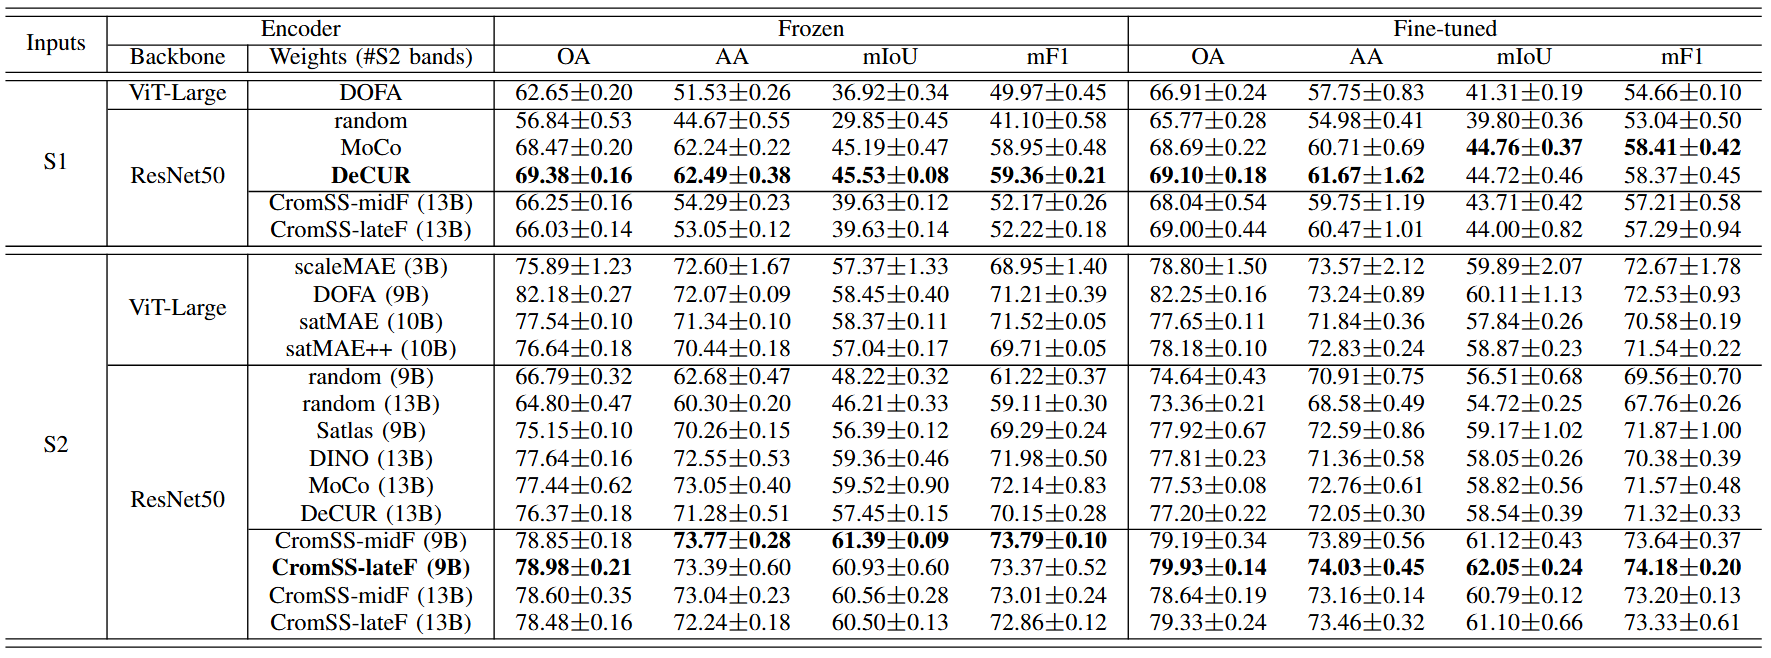 Inputs Encoder Frozen Fine-tuned
Backbone Weights (#S2 bands) OA AA mIoU mF1 OA AA mIoU mF1
S1 ViT-Large DOFA 62.65±0.20 51.53±0.26 36.92±0.34 49.97±0.45 66.91±0.24 57.75±0.83 41.31±0.19 54.66±0.10
ResNet50 random 56.84±0.53 44.67±0.55 29.85±0.45 41.10±0.58 65.77±0.28 54.98±0.41 39.80±0.36 53.04±0.50
MoCo 68.47±0.20 62.24±0.22 45.19±0.47 58.95±0.48 68.69±0.22 60.71±0.69 44.76±0.37 58.41±0.42
DeCUR 69.38±0.16 62.49±0.38 45.53±0.08 59.36±0.21 69.10±0.18 61.67±1.62 44.72±0.46 58.37±0.45
CromSS-midF (13B) 66.25±0.16 54.29±0.23 39.63±0.12 52.17±0.26 68.04±0.54 59.75±1.19 43.71±0.42 57.21±0.58
CromSS-lateF (13B) 66.03±0.14 53.05±0.12 39.63±0.14 52.22±0.18 69.00±0.44 60.47±1.01 44.00±0.82 57.29±0.94
S2 ViT-Large scaleMAE (3B) 75.89±1.23 72.60±1.67 57.37±1.33 68.95±1.40 78.80±1.50 73.57±2.12 59.89±2.07 72.67±1.78
DOFA (9B) 82.18±0.27 72.07±0.09 58.45±0.40 71.21±0.39 82.25±0.16 73.24±0.89 60.11±1.13 72.53±0.93
satMAE (10B) 77.54±0.10 71.34±0.10 58.37±0.11 71.52±0.05 77.65±0.11 71.84±0.36 57.84±0.26 70.58±0.19
satMAE++ (10B) 76.64±0.18 70.44±0.18 57.04±0.17 69.71±0.05 78.18±0.10 72.83±0.24 58.87±0.23 71.54±0.22
ResNet50 random (9B) 66.79±0.32 62.68±0.47 48.22±0.32 61.22±0.37 74.64±0.43 70.91±0.75 56.51±0.68 69.56±0.70
random (13B) 64.80±0.47 60.30±0.20 46.21±0.33 59.11±0.30 73.36±0.21 68.58±0.49 54.72±0.25 67.76±0.26
Satlas (9B) 75.15±0.10 70.26±0.15 56.39±0.12 69.29±0.24 77.92±0.67 72.59±0.86 59.17±1.02 71.87±1.00
DINO (13B) 77.64±0.16 72.55±0.53 59.36±0.46 71.98±0.50 77.81±0.23 71.36±0.58 58.05±0.26 70.38±0.39
MoCo (13B) 77.44±0.62 73.05±0.40 59.52±0.90 72.14±0.83 77.53±0.08 72.76±0.61 58.82±0.56 71.57±0.48
DeCUR (13B) 76.37±0.18 71.28±0.51 57.45±0.15 70.15±0.28 77.20±0.22 72.05±0.30 58.54±0.39 71.32±0.33
CromSS-midF (9B) 78.85±0.18 73.77±0.28 61.39±0.09 73.79±0.10 79.19±0.34 73.89±0.56 61.12±0.43 73.64±0.37
CromSS-lateF (9B) 78.98±0.21 73.39±0.60 60.93±0.60 73.37±0.52 79.93±0.14 74.03±0.45 62.05±0.24 74.18±0.20
CromSS-midF (13B) 78.60±0.35 73.04±0.23 60.56±0.28 73.01±0.24 78.64±0.19 73.16±0.14 60.79±0.12 73.20±0.13
CromSS-lateF (13B) 78.48±0.16 72.24±0.18 60.50±0.13 72.86±0.12 79.33±0.24 73.46±0.32 61.10±0.66 73.33±0.61